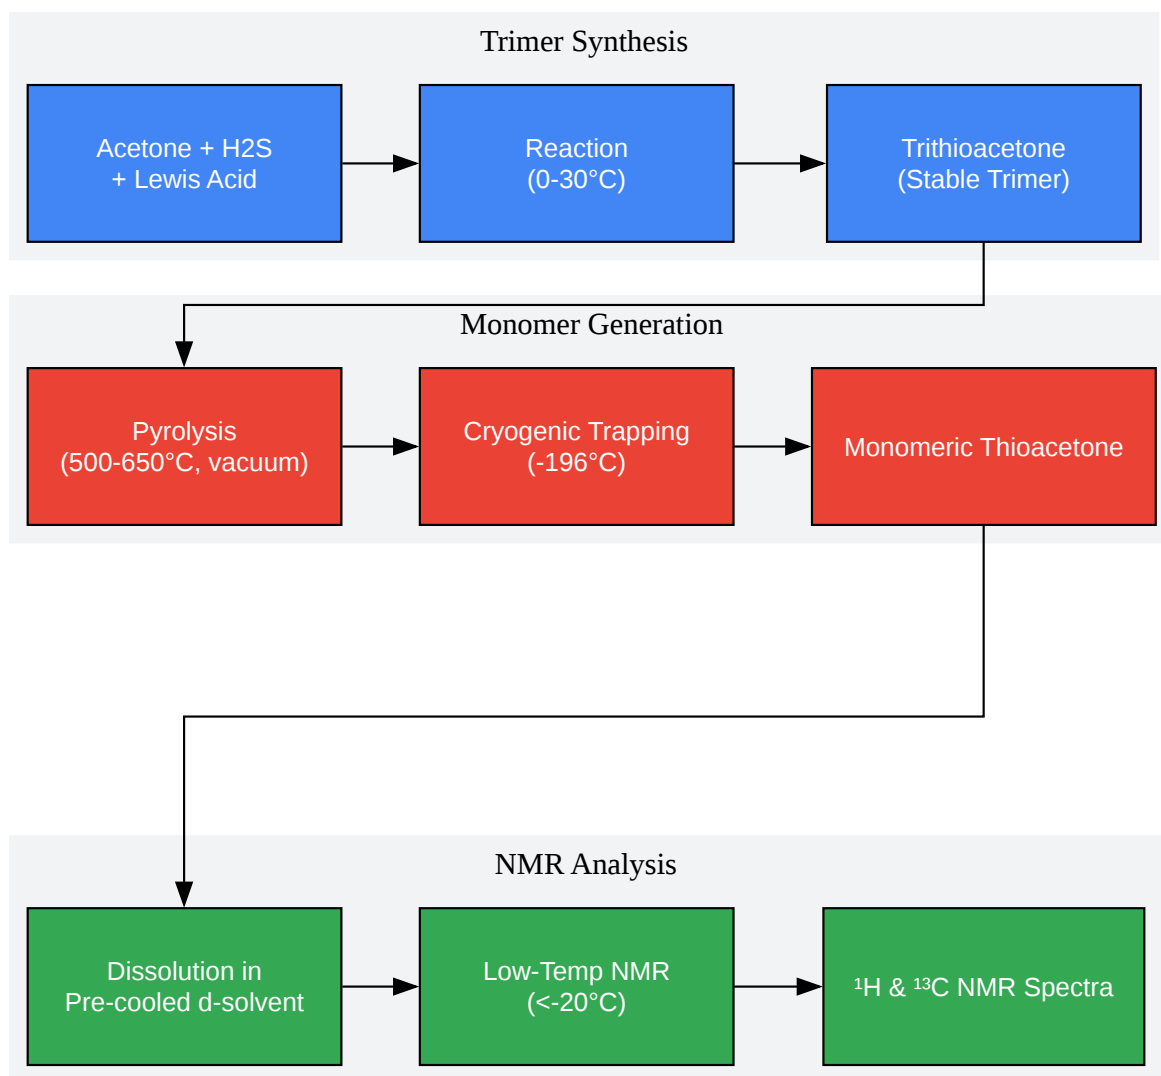 Trimer Synthesis
Acetone + H2S
+ Lewis Acid
Reaction
(0-30°C)
Trithioacetone
(Stable Trimer)
Monomer Generation
Pyrolysis
(500-650°C, vacuum)
Cryogenic Trapping
(-196°C)
Monomeric Thioacetone
NMR Analysis
Dissolution in
Pre-cooled d-solvent
Low-Temp NMR
(<-20°C)
¹H & ¹³C NMR Spectra